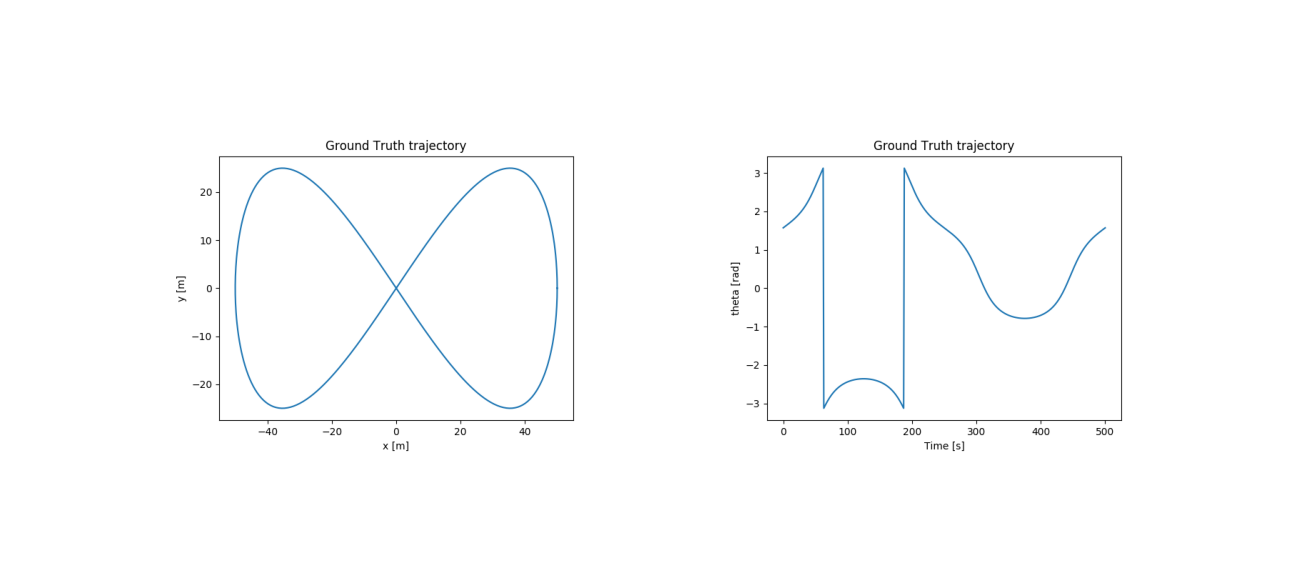 Ground Truth trajectory
20
10
0
−10
−20
y [m]
−40 −20 0 20 40
x [m]
Ground Truth trajectory
3
2
1
0
−1
−2
−3
theta [rad]
0 100 200 300 400 500
Time [s]